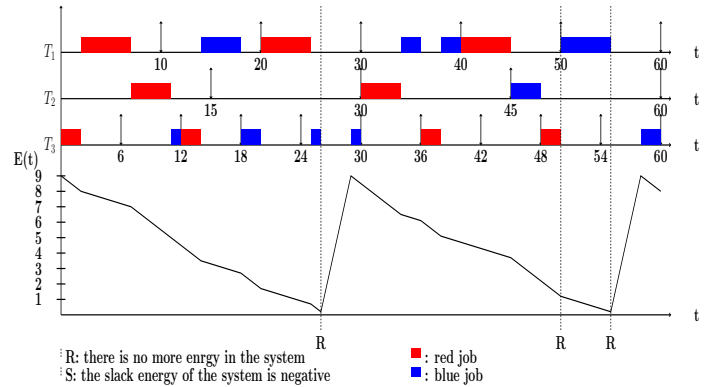 T1
10 20 30 40 50 60 t
T2
15 30 45 60 t
T3
6 12 18 24 30 36 42 48 54 60 t
E(t)
9
8
7
6
5
4
3
2
1
t
R R R
R: there is no more enrgy in the system
S: the slack energy of the system is negative
: red job
: blue job